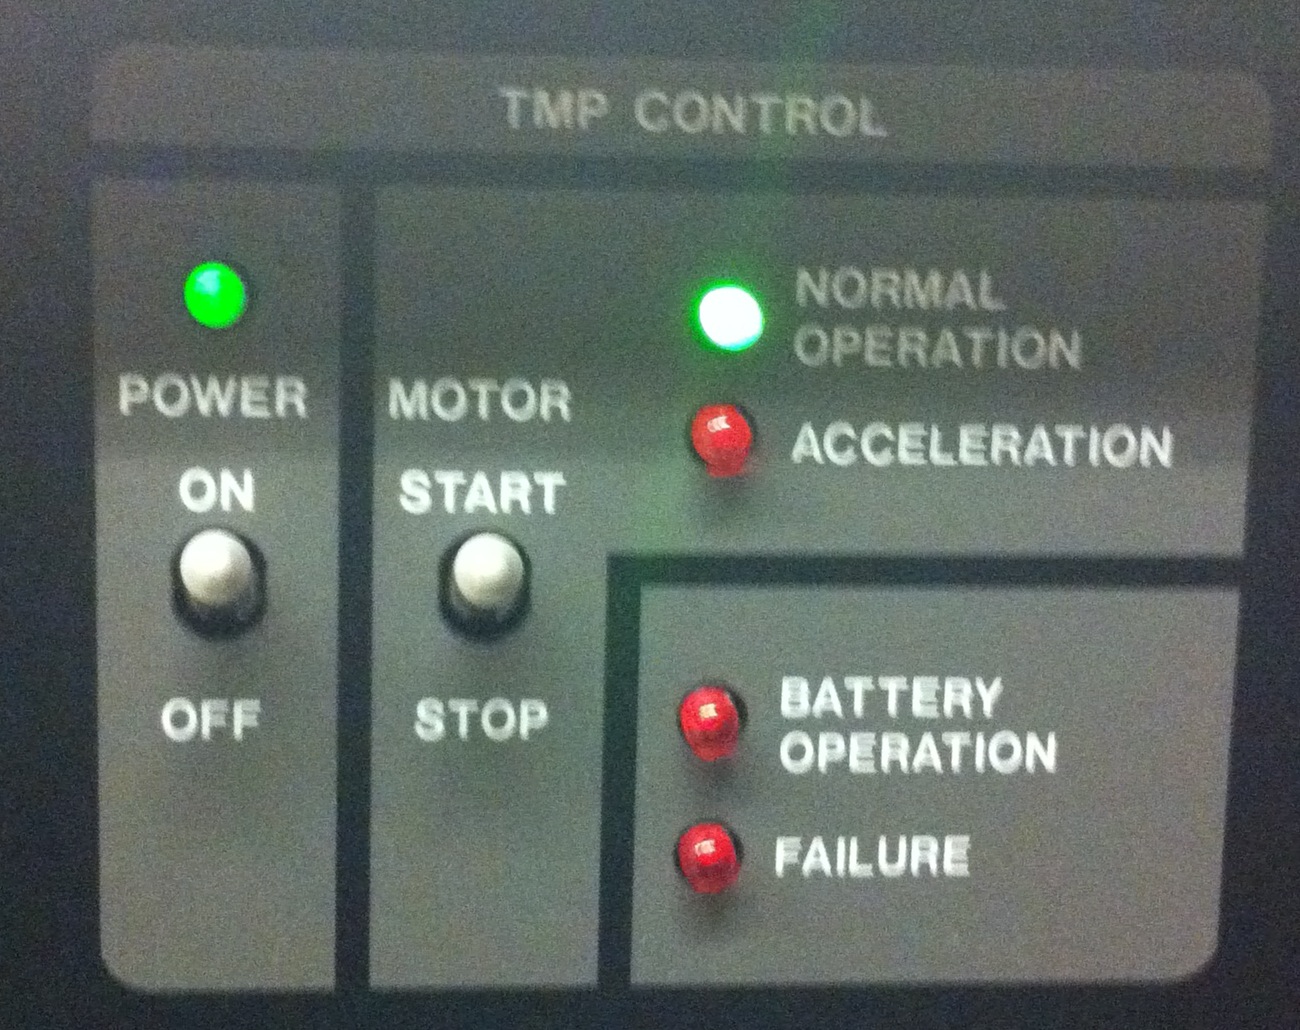 TMP CONTROL
POWER
ON
OFF
MOTOR
START
STOP
NORMAL
OPERATION
ACCELERATION
BATTERY
OPERATION
FAILURE